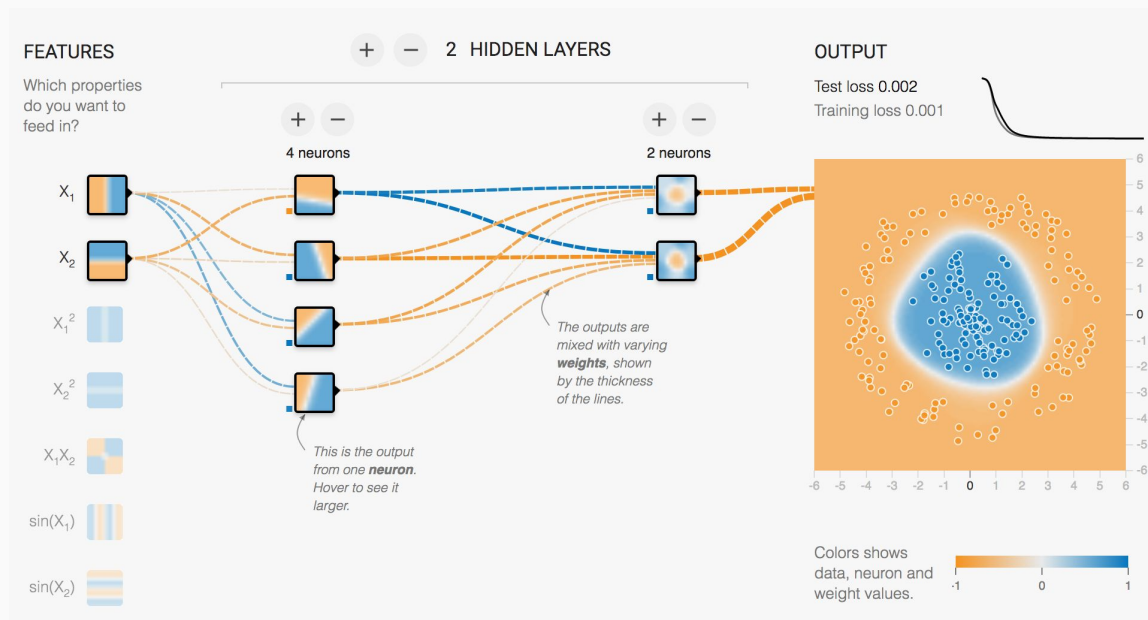 FEATURES
Which properties
do you want to
feed in?
+ − 2 HIDDEN LAYERS
+ −
4 neurons
+ −
2 neurons
X₁
X₂
X₁²
X₂²
X₁X₂
sin(X₁)
sin(X₂)
This is the output
from one neuron.
Hover to see it
larger.
The outputs are
mixed with varying
weights, shown
by the thickness
of the lines.
OUTPUT
Test loss 0.002
Training loss 0.001
6
5
4
3
2
1
0
-1
-2
-3
-4
-5
-6
-6 -5 -4 -3 -2 -1 0 1 2 3 4 5 6
Colors shows
data, neuron and
weight values.
-1 0 1